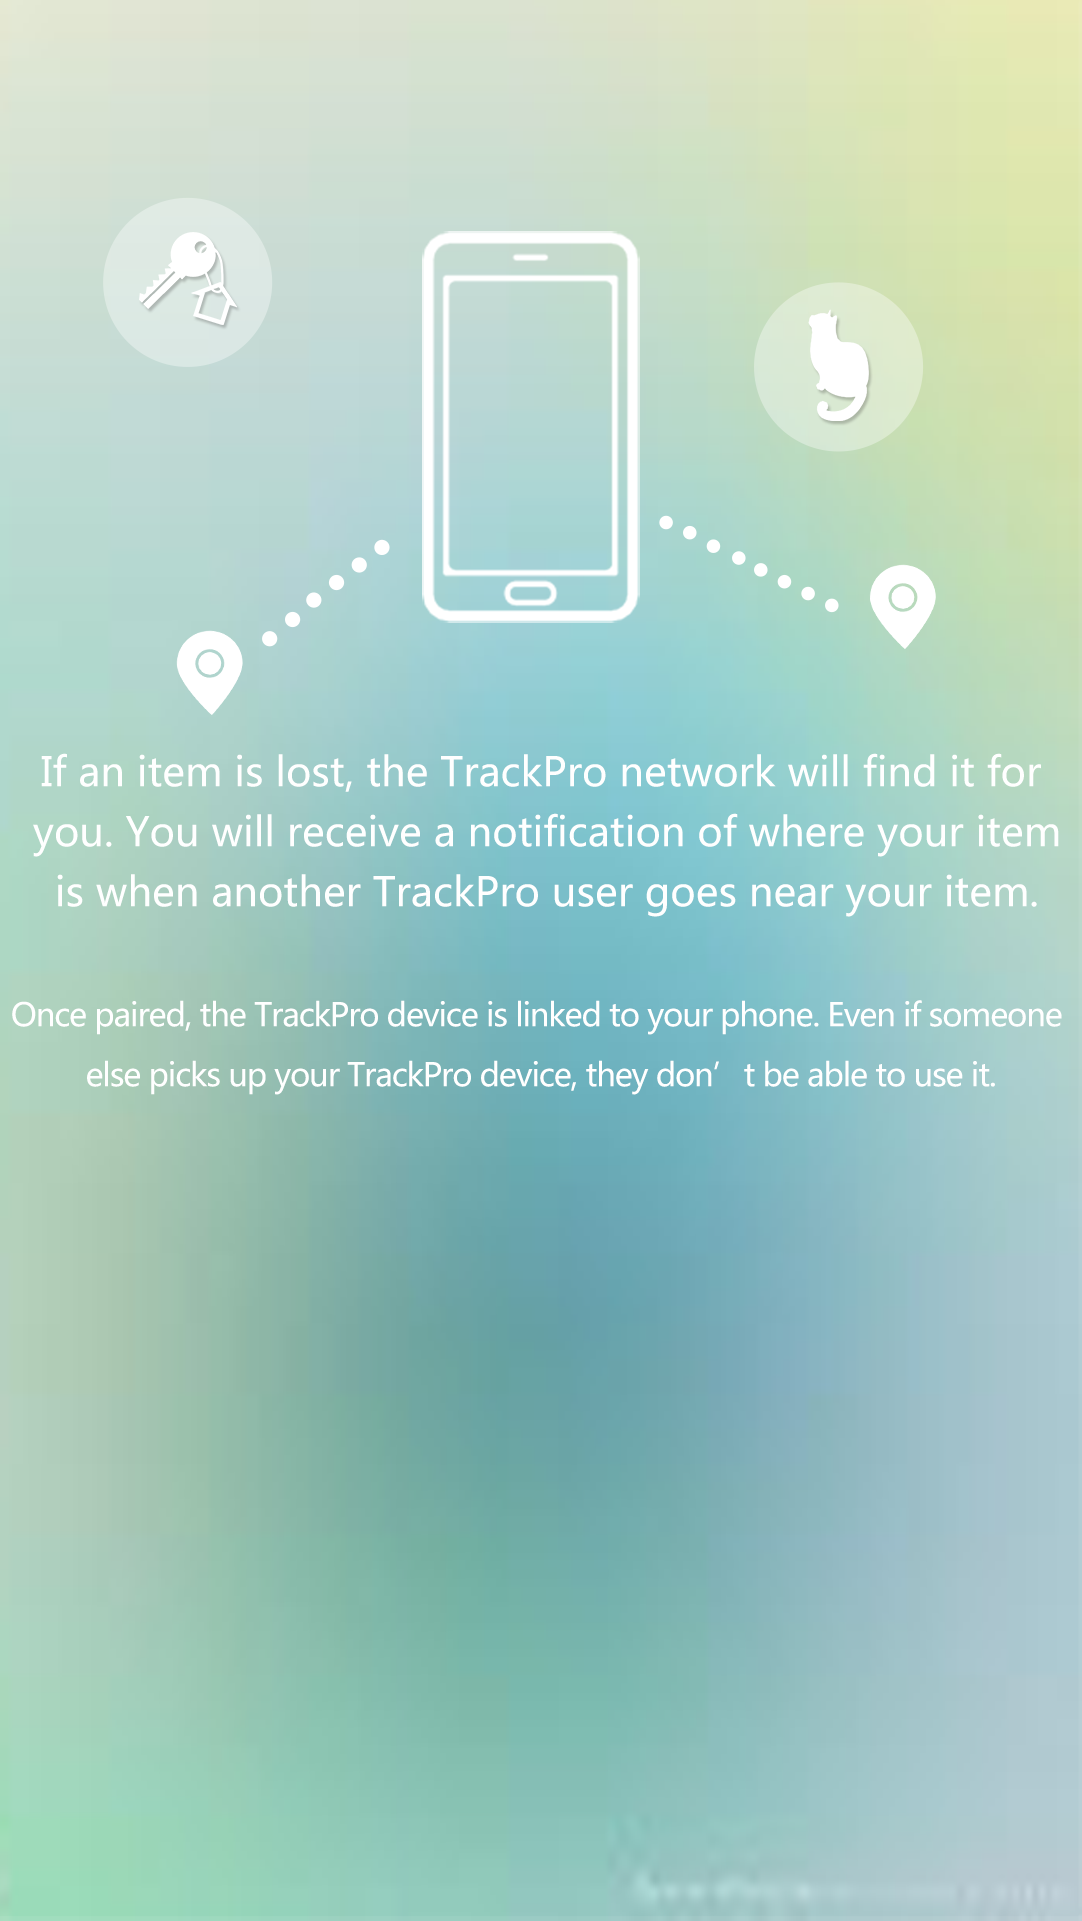 If an item is lost, the TrackPro network will find it for
you. You will receive a notification of where your item
is when another TrackPro user goes near your item.
Once paired, the TrackPro device is linked to your phone. Even if someone
else picks up your TrackPro device, they don’t be able to use it.